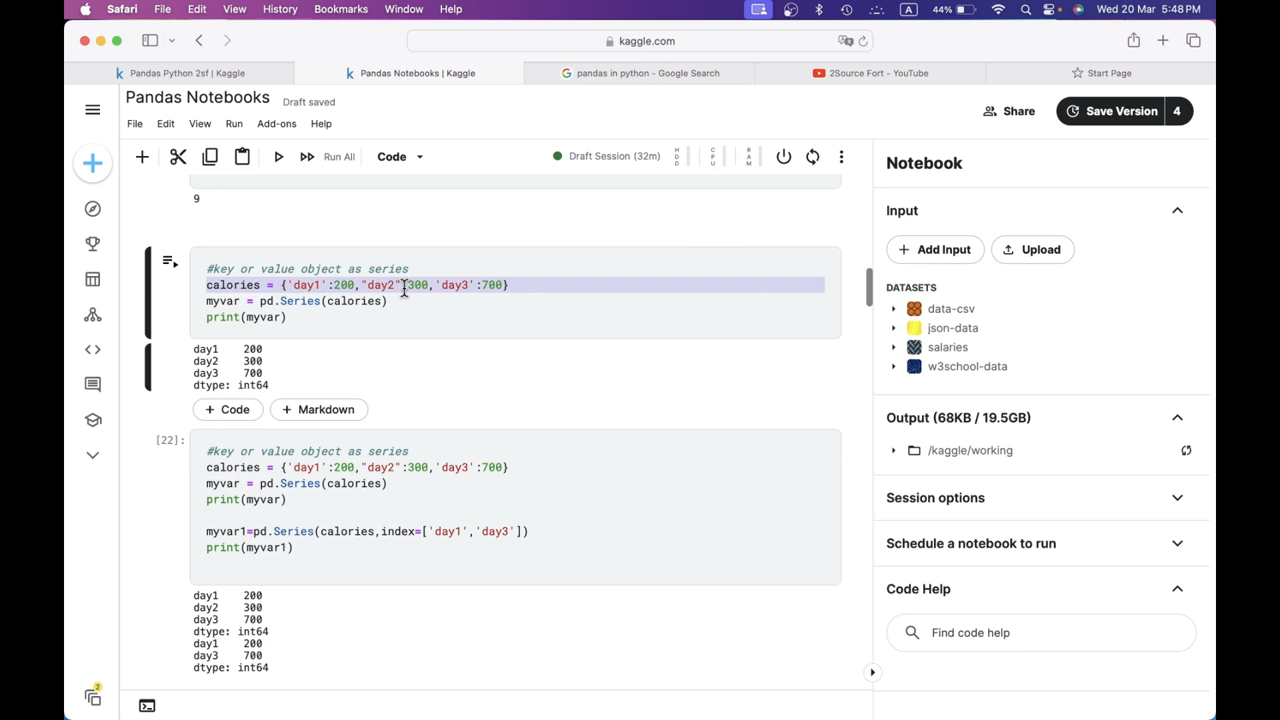 Safari File Edit View History Bookmarks Window Help A 44% Wed 20 Mar 5:48 PM
kaggle.com
Pandas Python 2sf | Kaggle
Pandas Notebooks | Kaggle
pandas in python - Google Search
2Source Fort - YouTube
Start Page
Pandas Notebooks Draft saved
File Edit View Run Add-ons Help
Share
Save Version 4
Run All
Code
Draft Session (32m)
HDD
CPU
RAM
9
#key or value object as series
calories = {'day1':200,"day2":300,'day3':700}
myvar = pd.Series(calories)
print(myvar)
day1 200
day2 300
day3 700
dtype: int64
+ Code
+ Markdown
[22]:
#key or value object as series
calories = {'day1':200,"day2":300,'day3':700}
myvar = pd.Series(calories)
print(myvar)
myvar1=pd.Series(calories,index=['day1','day3'])
print(myvar1)
day1 200
day2 300
day3 700
dtype: int64
day1 200
day3 700
dtype: int64
Notebook
Input
+ Add Input
Upload
DATASETS
data-csv
json-data
salaries
w3school-data
Output (68KB / 19.5GB)
/kaggle/working
Session options
Schedule a notebook to run
Code Help
Find code help
2